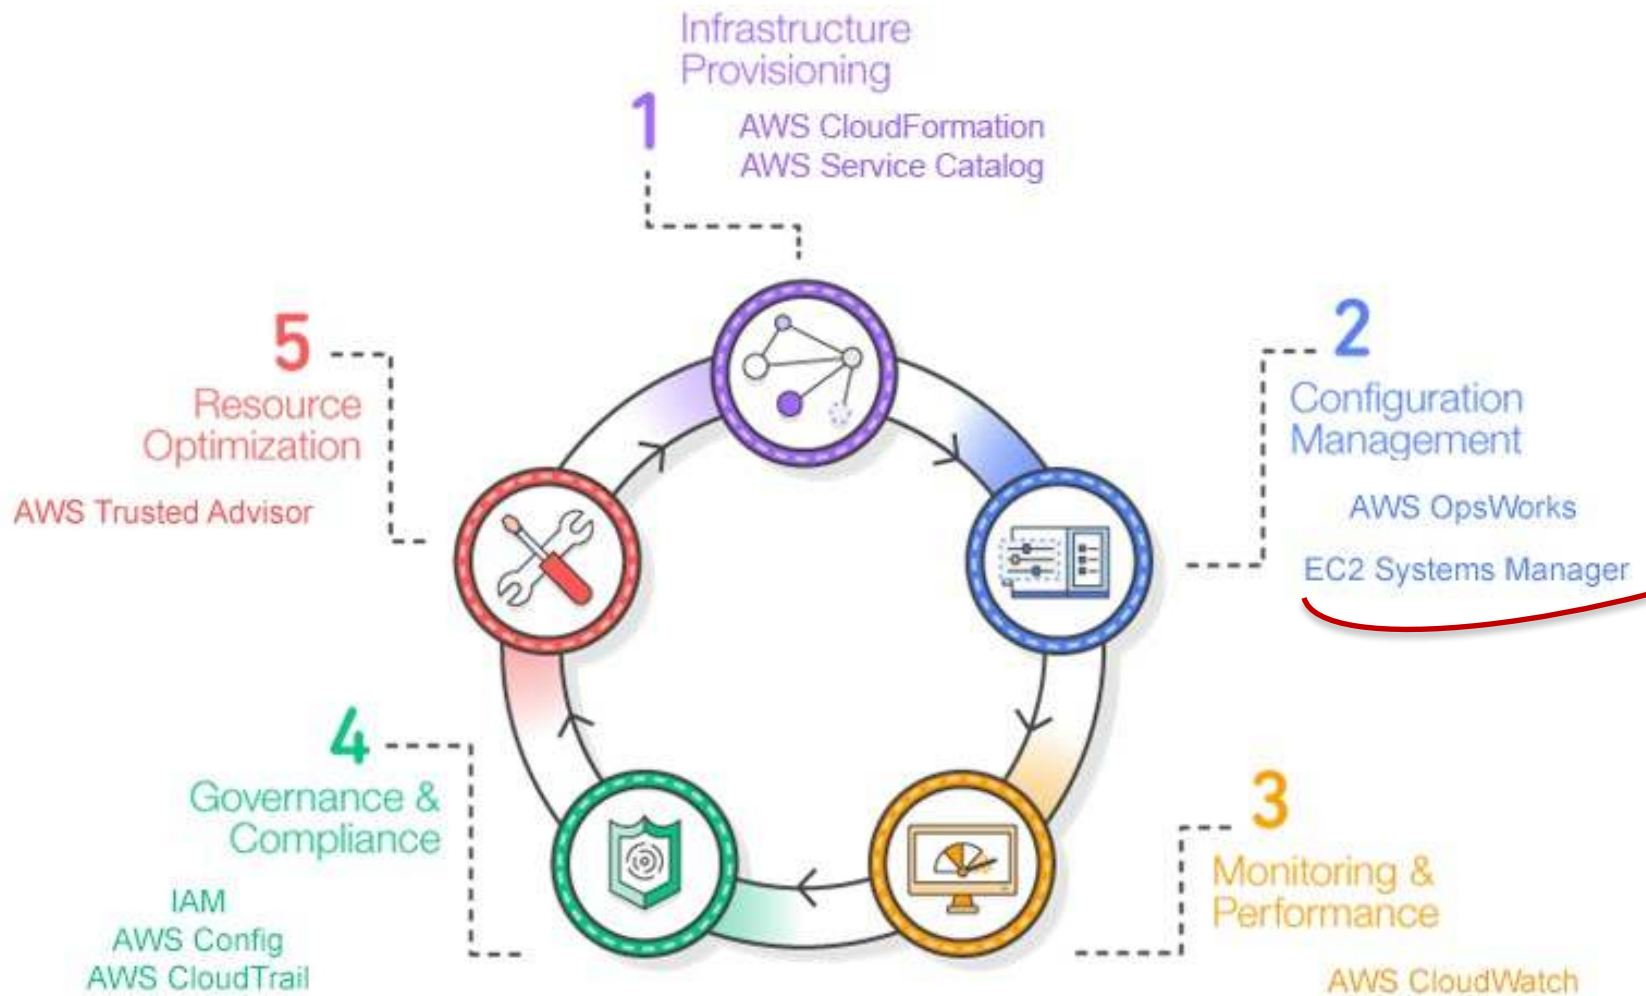 1
Infrastructure
Provisioning
AWS CloudFormation
AWS Service Catalog
2
Configuration
Management
AWS OpsWorks
EC2 Systems Manager
3
Monitoring &
Performance
AWS CloudWatch
4
Governance &
Compliance
IAM
AWS Config
AWS CloudTrail
5
Resource
Optimization
AWS Trusted Advisor